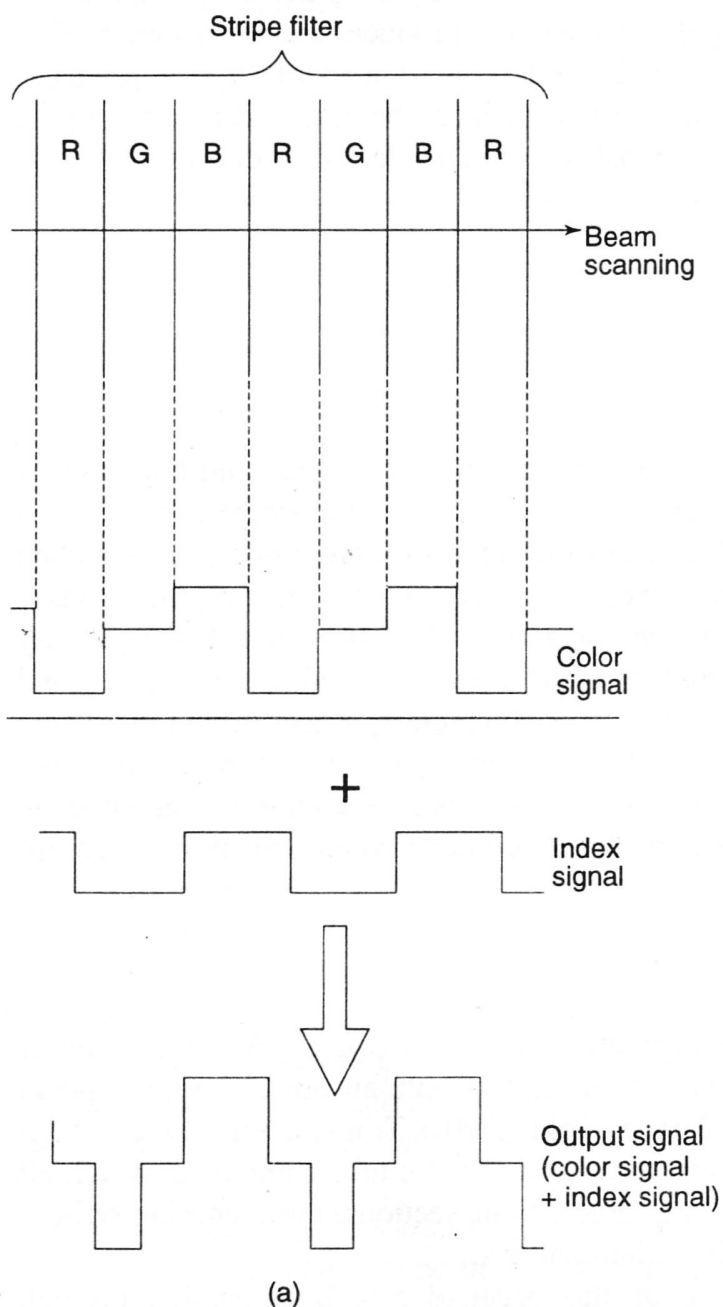 Stripe filter
R G B R G B R
Beam
scanning
Color
signal
+
Index
signal
Output signal
(color signal
+ index signal)
(a)